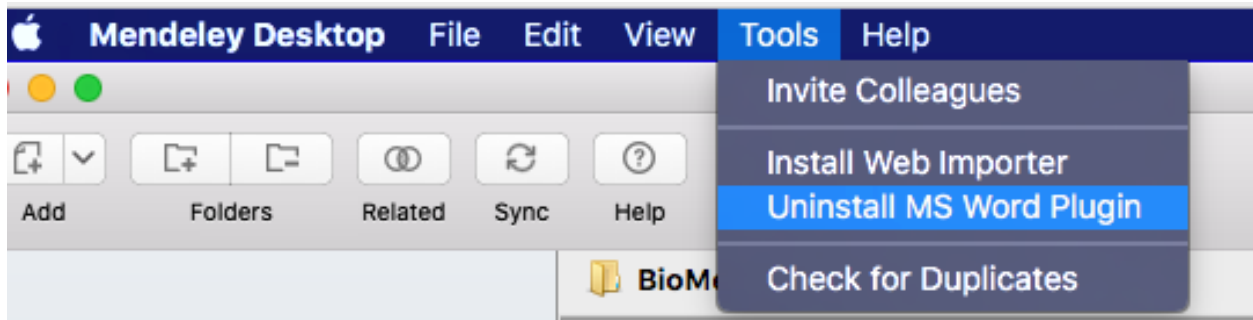 Mendeley Desktop File Edit View Tools Help
Invite Colleagues
Install Web Importer
Uninstall MS Word Plugin
Check for Duplicates
Add Folders Related Sync Help
BioM